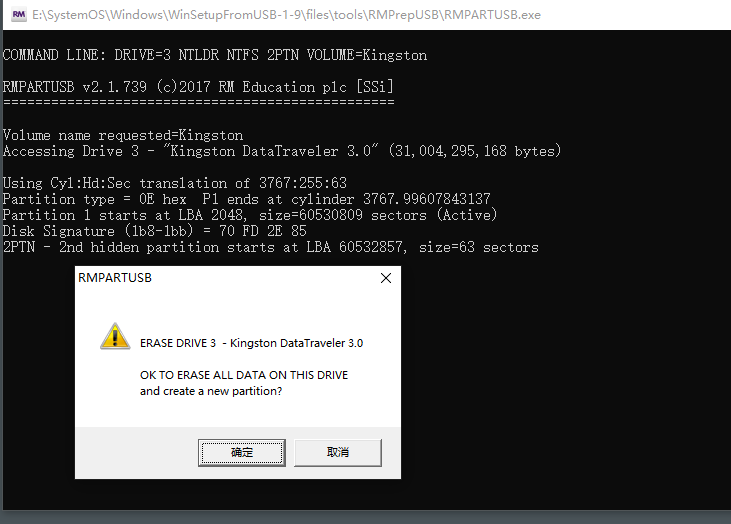 RM E:\SystemOS\Windows\WinSetupFromUSB-1-9\files\tools\RMPrepUSB\RMPARTUSB.exe
COMMAND LINE: DRIVE=3 NTLDR NTFS 2PTN VOLUME=Kingston
RMPARTUSB v2.1.739 (c)2017 RM Education plc [SSi]
================================================
Volume name requested=Kingston
Accessing Drive 3 - "Kingston DataTraveler 3.0" (31,004,295,168 bytes)
Using Cyl:Hd:Sec translation of 3767:255:63
Partition type = 0E hex  P1 ends at cylinder 3767.99607843137
Partition 1 starts at LBA 2048, size=60530809 sectors (Active)
Disk Signature (1b8-1bb) = 70 FD 2E 85
2PTN - 2nd hidden partition starts at LBA 60532857, size=63 sectors
RMPARTUSB
ERASE DRIVE 3  - Kingston DataTraveler 3.0
OK TO ERASE ALL DATA ON THIS DRIVE
and create a new partition?
确定 取消